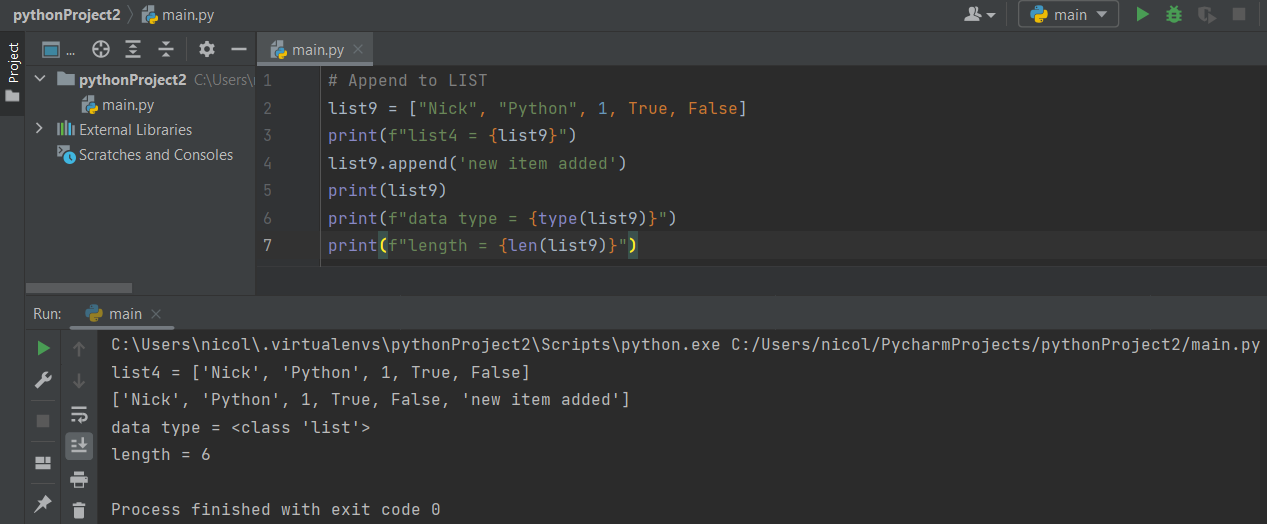 pythonProject2 main.py
main
Project
...
main.py
pythonProject2 C:\Users\
main.py
External Libraries
Scratches and Consoles
1 # Append to LIST
2 list9 = ["Nick", "Python", 1, True, False]
3 print(f"list4 = {list9}")
4 list9.append('new item added')
5 print(list9)
6 print(f"data type = {type(list9)}")
7 print(f"length = {len(list9)}")
Run: main
C:\Users\nicol\.virtualenvs\pythonProject2\Scripts\python.exe C:/Users/nicol/PycharmProjects/pythonProject2/main.py
list4 = ['Nick', 'Python', 1, True, False]
['Nick', 'Python', 1, True, False, 'new item added']
data type = <class 'list'>
length = 6
Process finished with exit code 0